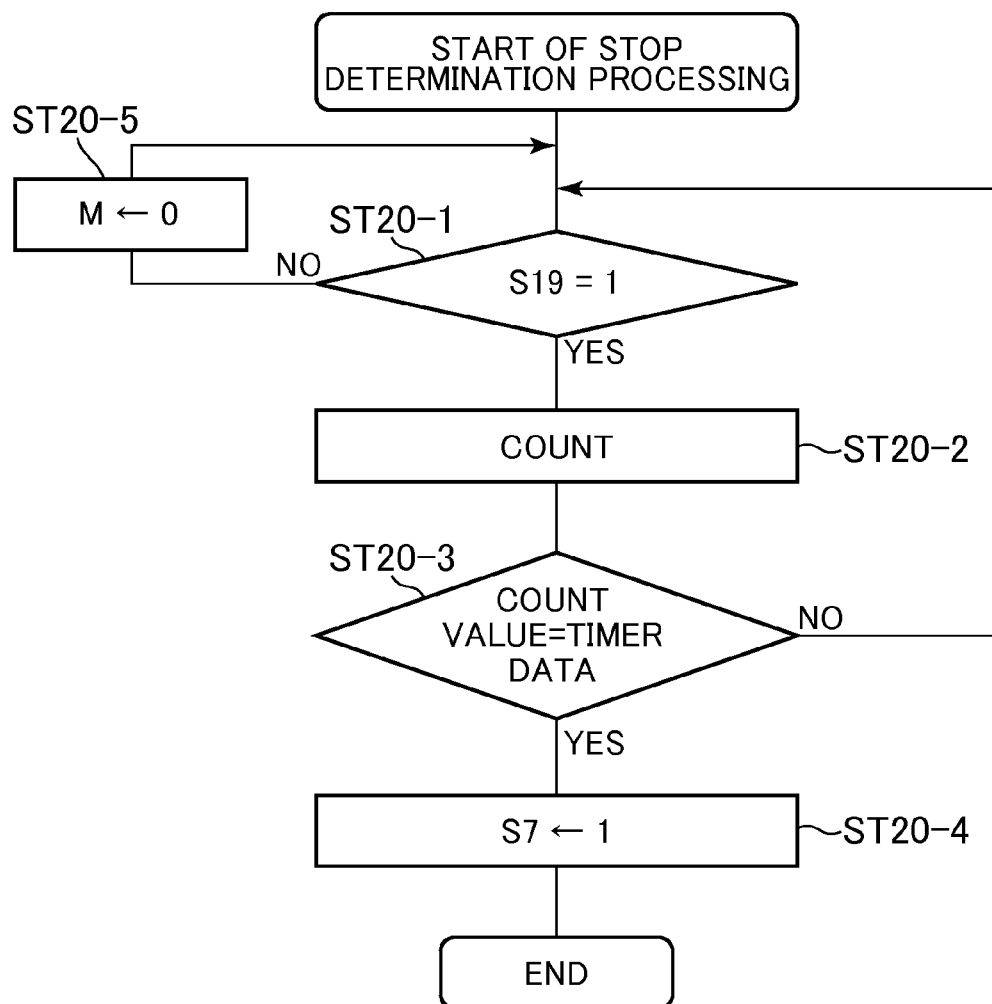 START OF STOP
DETERMINATION PROCESSING
ST20-5
M ← 0
ST20-1
NO
S19 = 1
YES
COUNT
ST20-2
ST20-3
COUNT
VALUE=TIMER
DATA
NO
YES
S7 ← 1
ST20-4
END